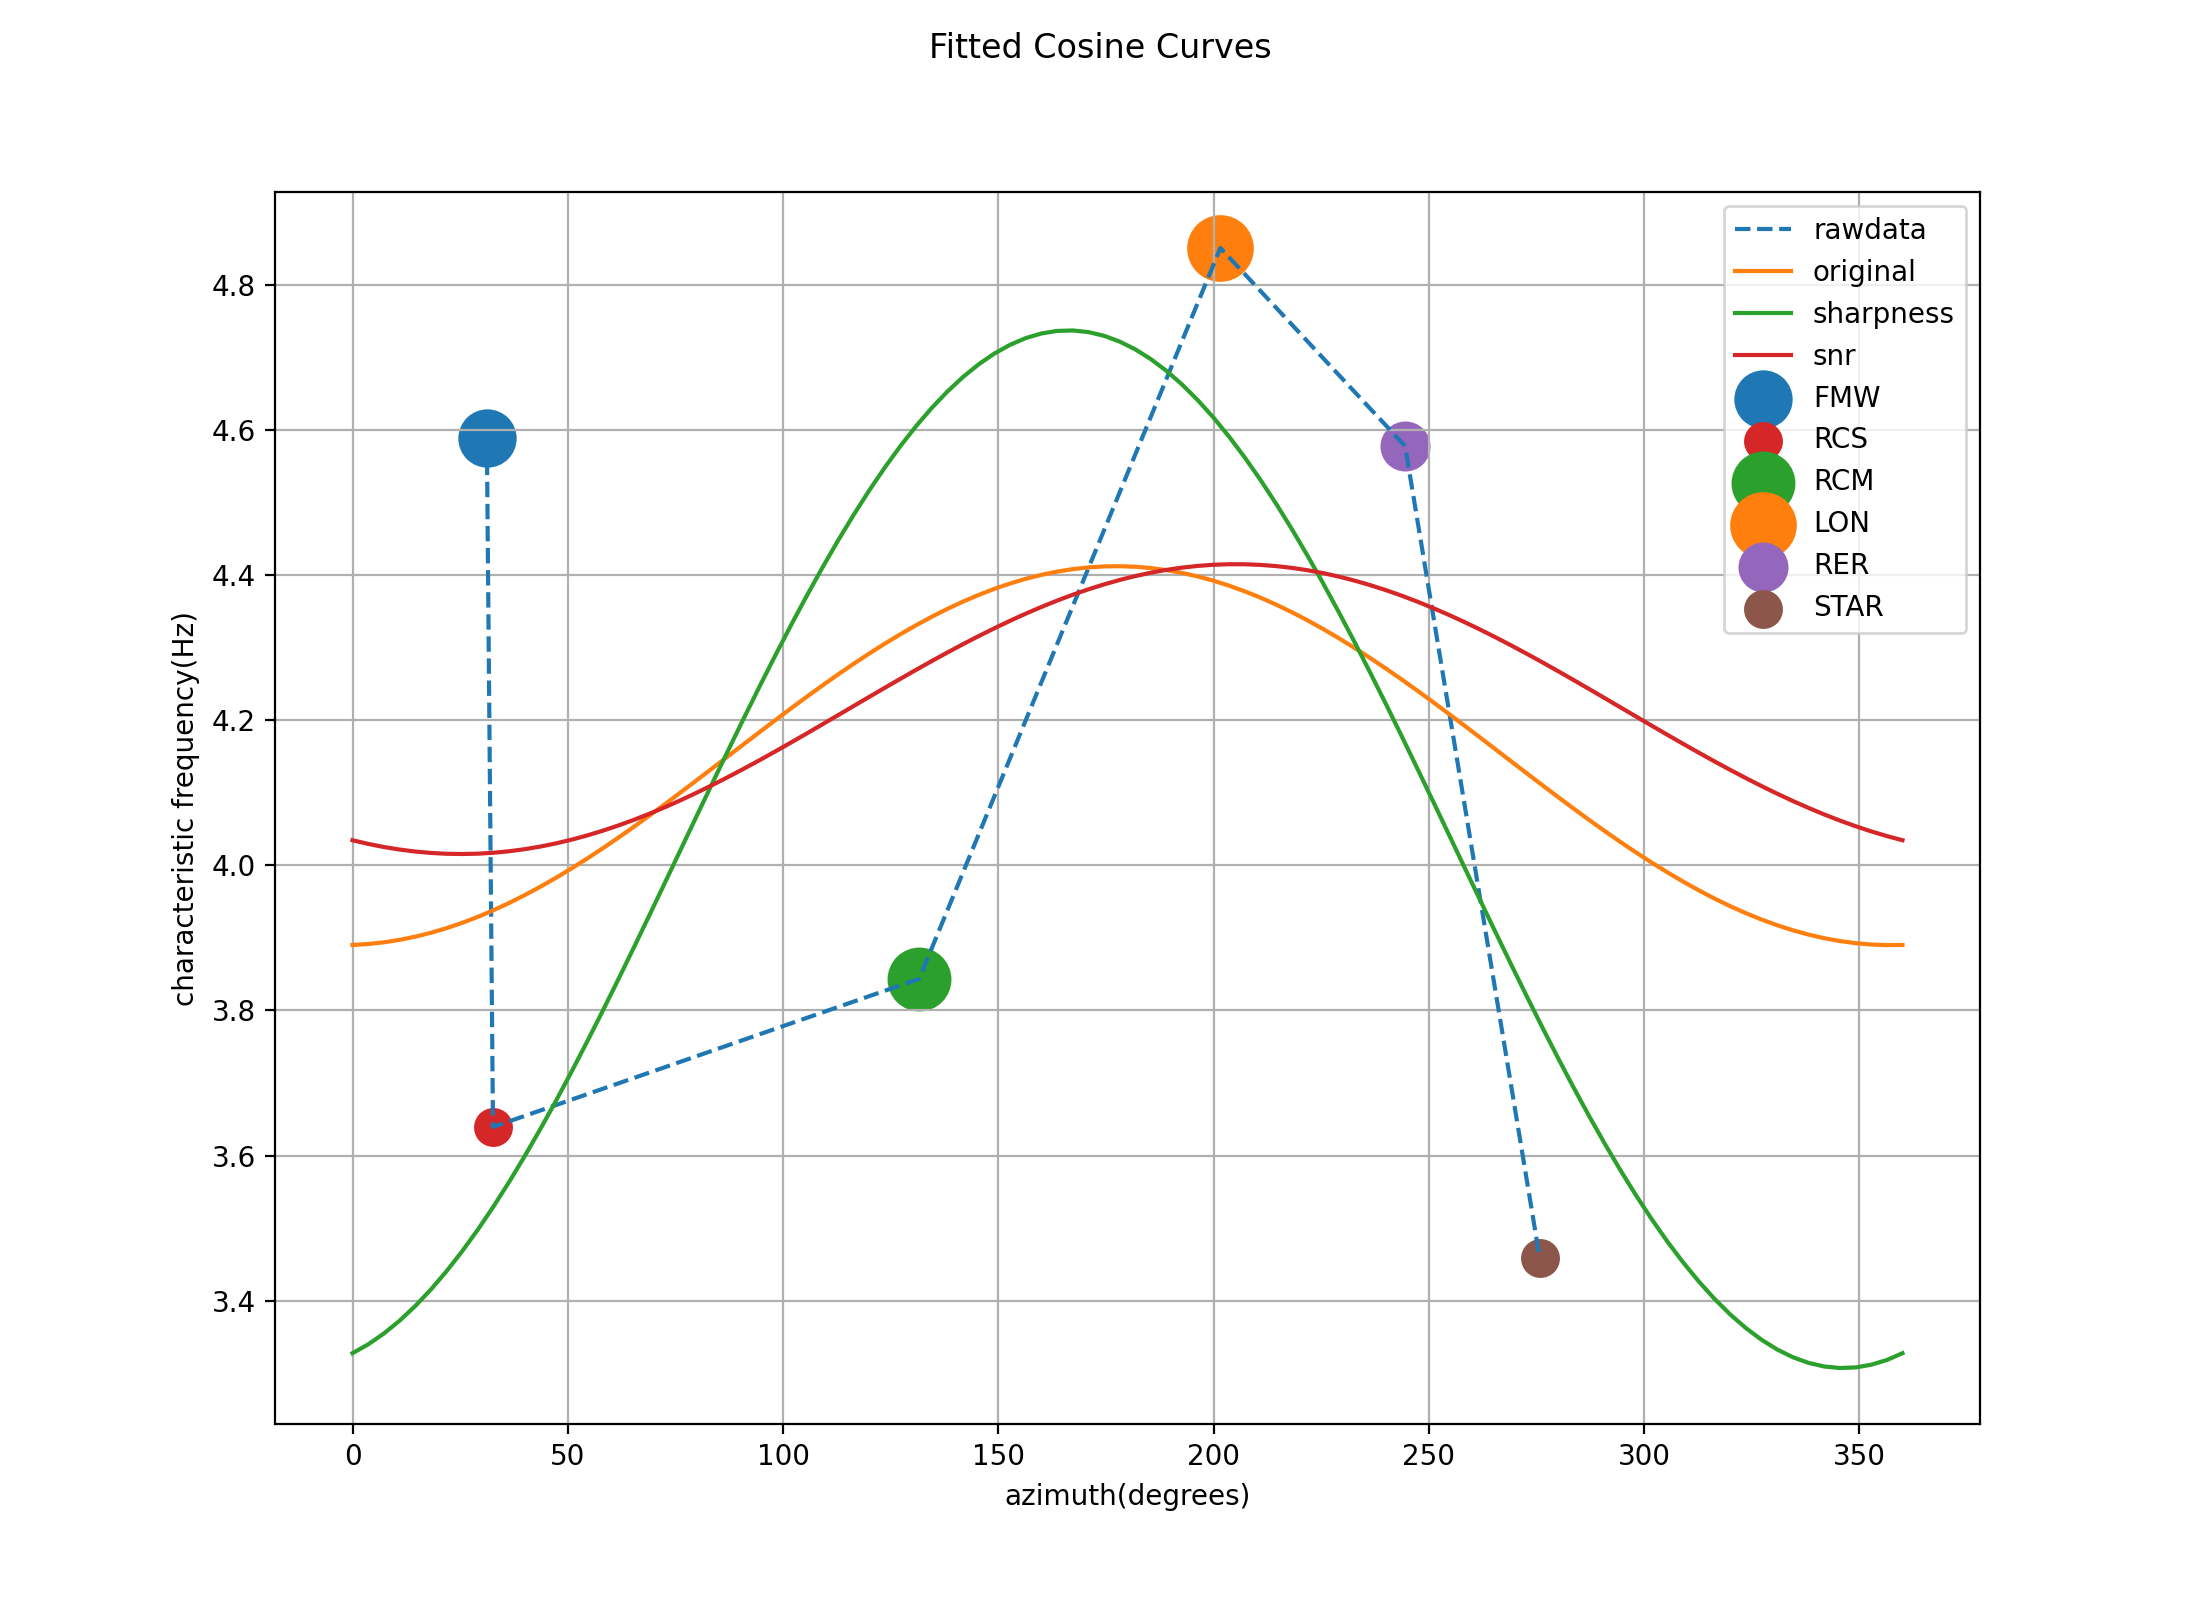 Fitted Cosine Curves
rawdata
original
sharpness
snr
FMW
RCS
RCM
LON
RER
STAR
characteristic frequency(Hz)
4.8
4.6
4.4
4.2
4.0
3.8
3.6
3.4
0 50 100 150 200 250 300 350
azimuth(degrees)